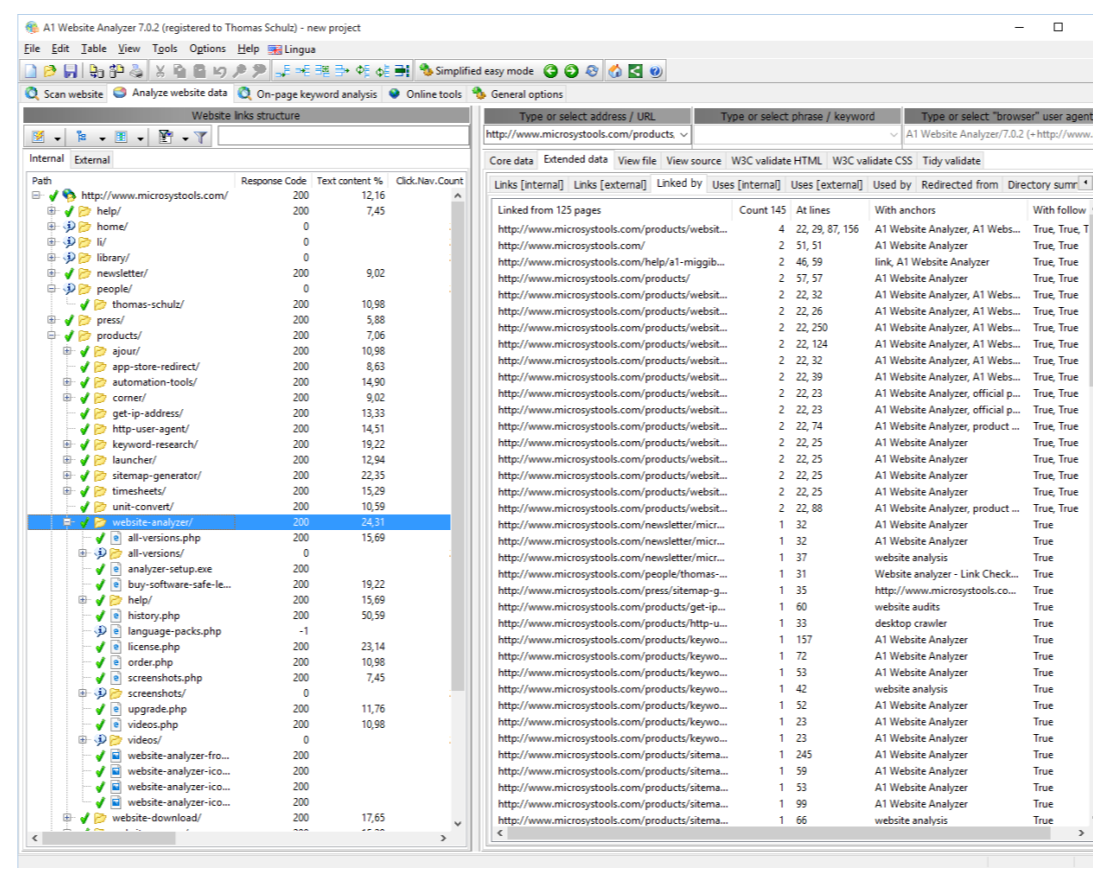 A1 Website Analyzer 7.0.2 (registered to Thomas Schulz) - new project
File Edit Table View Tools Options Help Lingua
Simplified easy mode
Scan website Analyze website data On-page keyword analysis Online tools General options
Website links structure
Internal External
Path Response Code Text content % Click.Nav.Count
http://www.microsystools.com/ 200 12,16
help/ 200 7,45
home/ 0
li/ 0
library/ 0
newsletter/ 200 9,02
people/ 0
thomas-schulz/ 200 10,98
press/ 200 5,88
products/ 200 7,06
ajour/ 200 10,98
app-store-redirect/ 200 8,63
automation-tools/ 200 14,90
corner/ 200 9,02
get-ip-address/ 200 13,33
http-user-agent/ 200 14,51
keyword-research/ 200 19,22
launcher/ 200 12,94
sitemap-generator/ 200 22,35
timesheets/ 200 15,29
unit-convert/ 200 10,59
website-analyzer/ 200 24,31
all-versions.php 200 15,69
all-versions/ 0
analyzer-setup.exe 200
buy-software-safe-le... 200 19,22
help/ 200 15,69
history.php 200 50,59
language-packs.php -1
license.php 200 23,14
order.php 200 10,98
screenshots.php 200 7,45
screenshots/ 0
upgrade.php 200 11,76
videos.php 200 10,98
videos/ 0
website-analyzer-fro... 200
website-analyzer-ico... 200
website-analyzer-ico... 200
website-analyzer-ico... 200
website-download/ 200 17,65
Type or select address / URL Type or select phrase / keyword Type or select "browser" user agent
http://www.microsystools.com/products, A1 Website Analyzer/7.0.2 (+http://www.
Core data Extended data View file View source W3C validate HTML W3C validate CSS Tidy validate
Links [internal] Links [external] Linked by Uses [internal] Uses [external] Used by Redirected from Directory summ
Linked from 125 pages Count 145 At lines With anchors With follow
http://www.microsystools.com/products/websit... 4 22, 29, 87, 156 A1 Website Analyzer, A1 Webs... True, True, T
http://www.microsystools.com/ 2 51, 51 A1 Website Analyzer True, True
http://www.microsystools.com/help/a1-miggib... 2 46, 59 link, A1 Website Analyzer True, True
http://www.microsystools.com/products/ 2 57, 57 A1 Website Analyzer True, True
http://www.microsystools.com/products/websit... 2 22, 32 A1 Website Analyzer, A1 Webs... True, True
http://www.microsystools.com/products/websit... 2 22, 26 A1 Website Analyzer, A1 Webs... True, True
http://www.microsystools.com/products/websit... 2 22, 250 A1 Website Analyzer, A1 Webs... True, True
http://www.microsystools.com/products/websit... 2 22, 124 A1 Website Analyzer, A1 Webs... True, True
http://www.microsystools.com/products/websit... 2 22, 32 A1 Website Analyzer, A1 Webs... True, True
http://www.microsystools.com/products/websit... 2 22, 39 A1 Website Analyzer, A1 Webs... True, True
http://www.microsystools.com/products/websit... 2 22, 23 A1 Website Analyzer, official p... True, True
http://www.microsystools.com/products/websit... 2 22, 23 A1 Website Analyzer, official p... True, True
http://www.microsystools.com/products/websit... 2 22, 74 A1 Website Analyzer, product ... True, True
http://www.microsystools.com/products/websit... 2 22, 25 A1 Website Analyzer True, True
http://www.microsystools.com/products/websit... 2 22, 25 A1 Website Analyzer True, True
http://www.microsystools.com/products/websit... 2 22, 25 A1 Website Analyzer True, True
http://www.microsystools.com/products/websit... 2 22, 25 A1 Website Analyzer True, True
http://www.microsystools.com/products/websit... 2 22, 88 A1 Website Analyzer, product ... True, True
http://www.microsystools.com/newsletter/micr... 1 32 A1 Website Analyzer True
http://www.microsystools.com/newsletter/micr... 1 32 A1 Website Analyzer True
http://www.microsystools.com/newsletter/micr... 1 37 website analysis True
http://www.microsystools.com/people/thomas-... 1 31 Website analyzer - Link Check... True
http://www.microsystools.com/press/sitemap-g... 1 35 http://www.microsystools.co... True
http://www.microsystools.com/products/get-ip... 1 60 website audits True
http://www.microsystools.com/products/http-u... 1 33 desktop crawler True
http://www.microsystools.com/products/keywo... 1 157 A1 Website Analyzer True
http://www.microsystools.com/products/keywo... 1 72 A1 Website Analyzer True
http://www.microsystools.com/products/keywo... 1 53 A1 Website Analyzer True
http://www.microsystools.com/products/keywo... 1 42 website analysis True
http://www.microsystools.com/products/keywo... 1 52 A1 Website Analyzer True
http://www.microsystools.com/products/keywo... 1 23 A1 Website Analyzer True
http://www.microsystools.com/products/keywo... 1 23 A1 Website Analyzer True
http://www.microsystools.com/products/sitema... 1 245 A1 Website Analyzer True
http://www.microsystools.com/products/sitema... 1 59 A1 Website Analyzer True
http://www.microsystools.com/products/sitema... 1 53 A1 Website Analyzer True
http://www.microsystools.com/products/sitema... 1 99 A1 Website Analyzer True
http://www.microsystools.com/products/sitema... 1 66 website analysis True